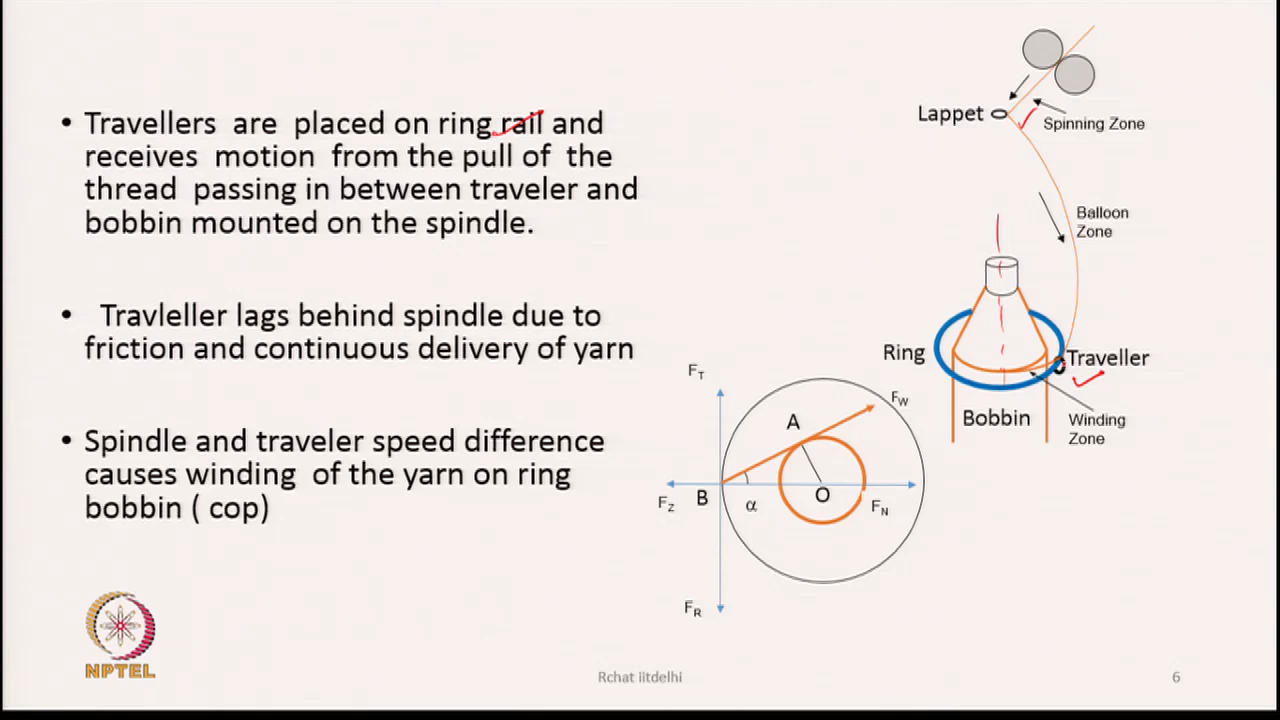 • Travellers are placed on ring rail and
receives motion from the pull of the
thread passing in between traveler and
bobbin mounted on the spindle.
• Travleller lags behind spindle due to
friction and continuous delivery of yarn
• Spindle and traveler speed difference
causes winding of the yarn on ring
bobbin ( cop)
Lappet
Spinning Zone
Balloon
Zone
Ring
Traveller
Bobbin
Winding
Zone
F_T
F_W
A
B
O
α
F_Z
F_N
F_R
NPTEL
Rchat iitdelhi
6